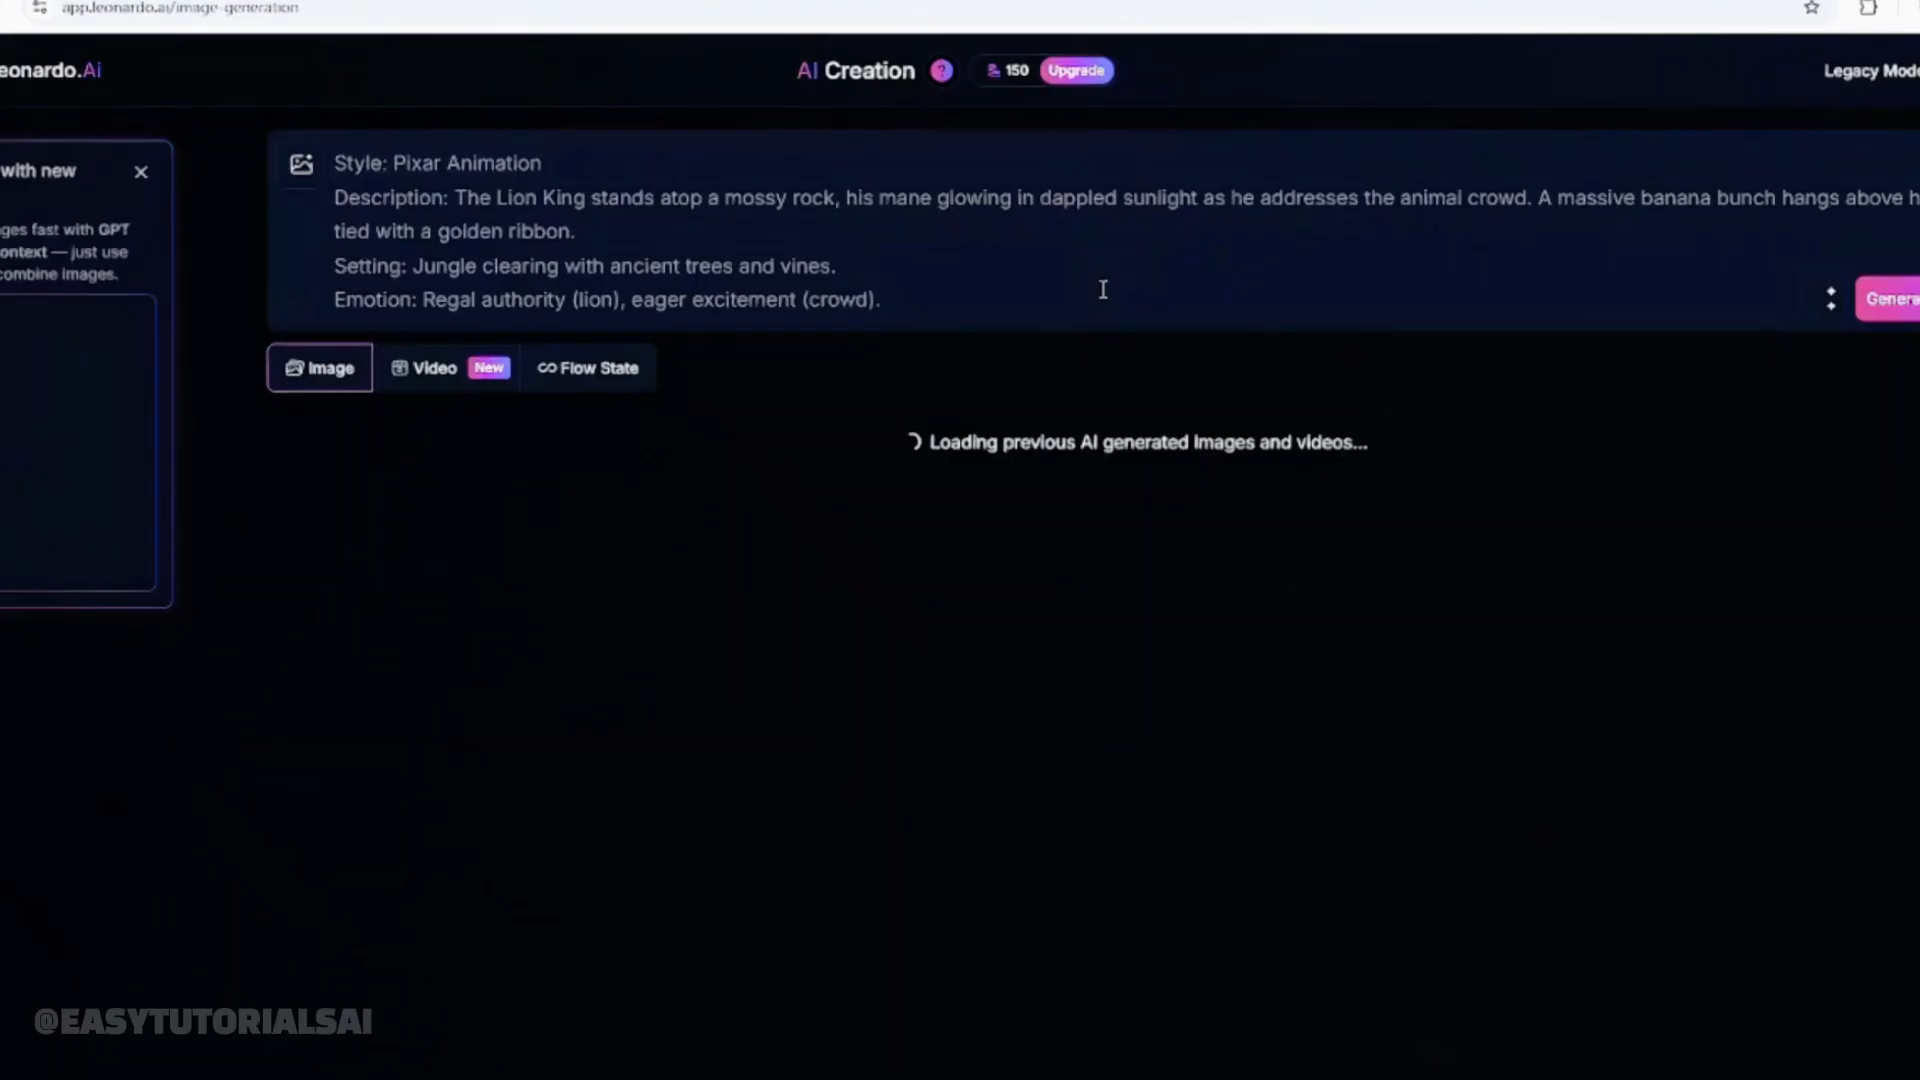 app.leonardo.ai/image-generation
eonardo.Ai
AI Creation ? 150 Upgrade
Legacy Mode
with new
ges fast with GPT
ontext — just use
combine images.
Style: Pixar Animation
Description: The Lion King stands atop a mossy rock, his mane glowing in dappled sunlight as he addresses the animal crowd. A massive banana bunch hangs above h
tied with a golden ribbon.
Setting: Jungle clearing with ancient trees and vines.
Emotion: Regal authority (lion), eager excitement (crowd).
Genera
Image Video New Flow State
Loading previous AI generated images and videos...
@EASYTUTORIALSAI